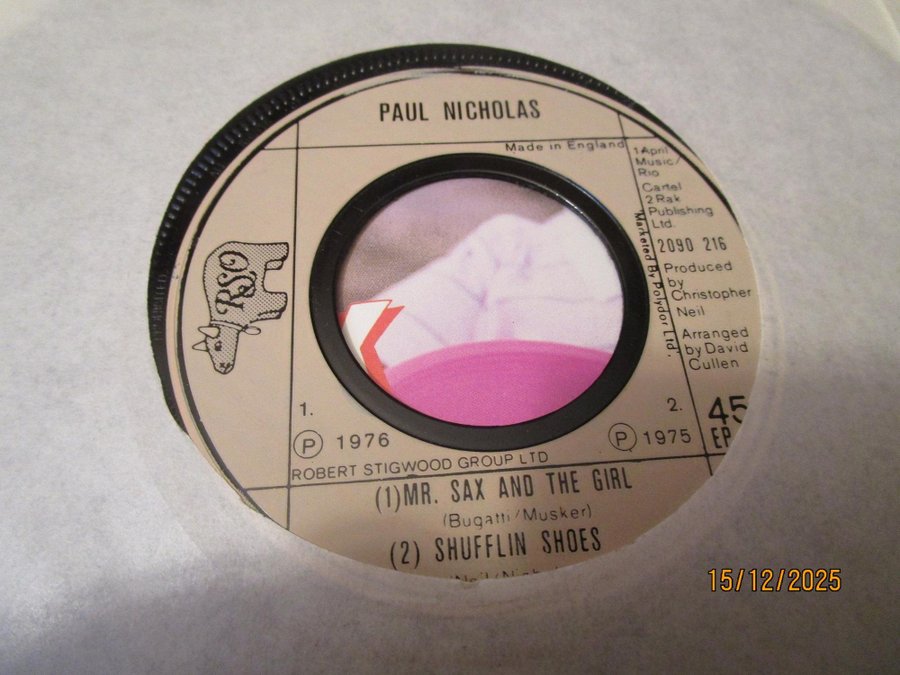 PAUL NICHOLAS
Made in England
1 April
Music/
Rio
Cartel
2 Rak
Publishing
Ltd.
2090 216
Produced
by
Christopher
Neil
Arranged
by David
Cullen
Marketed By Polydor Ltd.
RSO
1.
Ⓟ 1976
2.
Ⓟ 1975
45
EP
ROBERT STIGWOOD GROUP LTD
(1)MR. SAX AND THE GIRL
(Bugatti/Musker)
(2) SHUFFLIN SHOES
15/12/2025